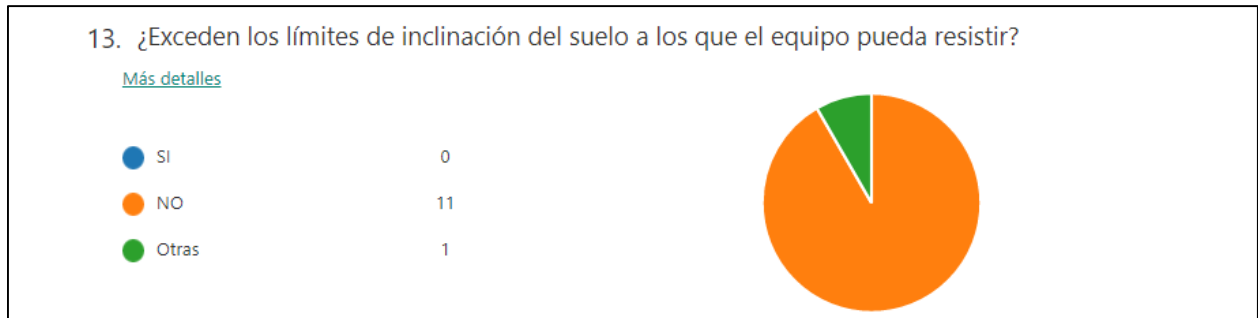 13. ¿Exceden los límites de inclinación del suelo a los que el equipo pueda resistir?
Más detalles
SI 0
NO 11
Otras 1